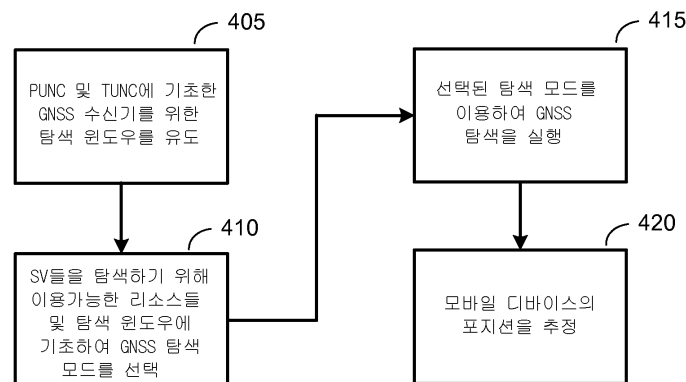 405
PUNC 및 TUNC에 기초한
GNSS 수신기를 위한
탐색 윈도우를 유도
410
SV들을 탐색하기 위해
이용가능한 리소스들
및 탐색 윈도우에
기초하여 GNSS 탐색
모드를 선택
415
선택된 탐색 모드를
이용하여 GNSS
탐색을 실행
420
모바일 디바이스의
포지션을 추정